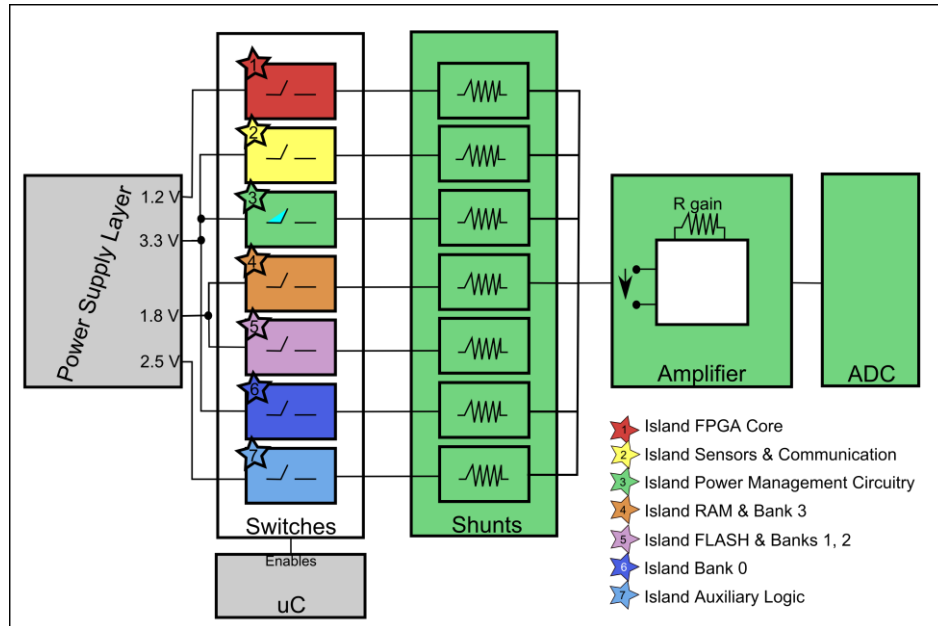 1
2
3
4
5
6
7
Power Supply Layer
1.2 V
3.3 V
1.8 V
2.5 V
Switches
Enables
uC
Shunts
R gain
Amplifier
ADC
1 Island FPGA Core
2 Island Sensors & Communication
3 Island Power Management Circuitry
4 Island RAM & Bank 3
5 Island FLASH & Banks 1, 2
6 Island Bank 0
7 Island Auxiliary Logic